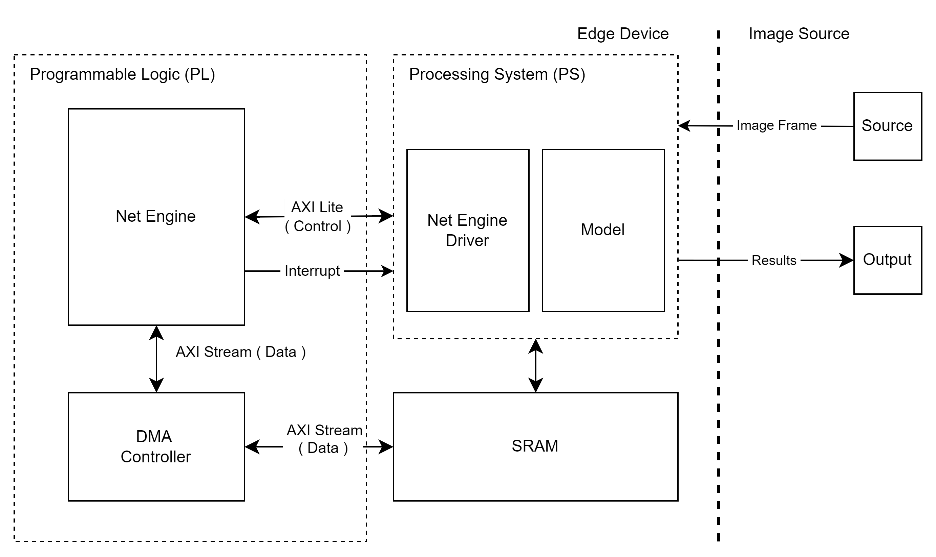 Edge Device
Image Source
Programmable Logic (PL)
Processing System (PS)
Image Frame
Source
Net Engine
AXI Lite
( Control )
Net Engine
Driver
Model
Interrupt
Results
Output
AXI Stream ( Data )
DMA
Controller
AXI Stream
( Data )
SRAM